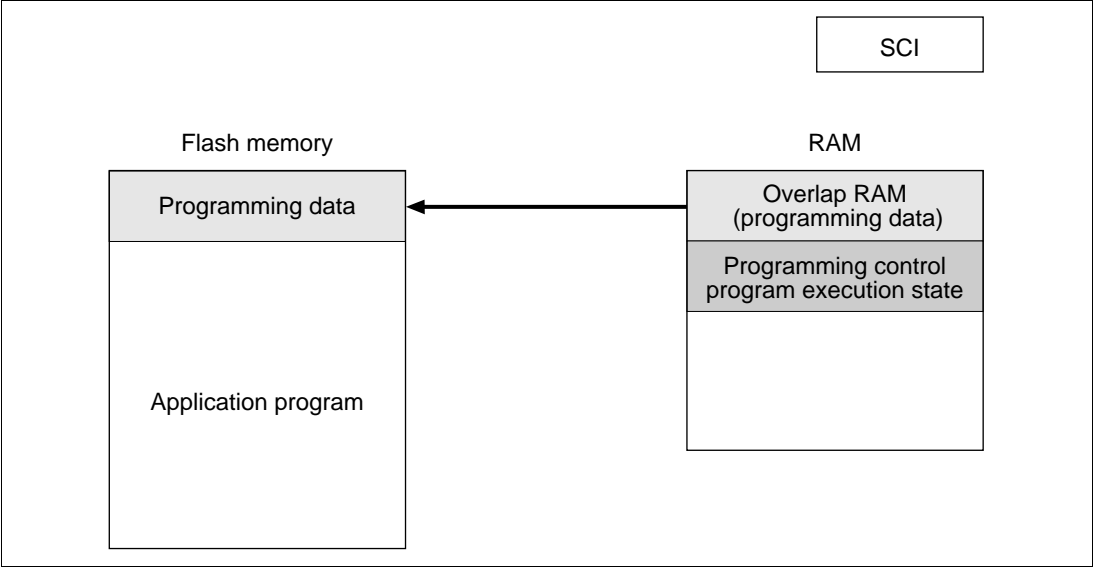 SCI
Flash memory
RAM
Programming data
Overlap RAM
(programming data)
Programming control
program execution state
Application program